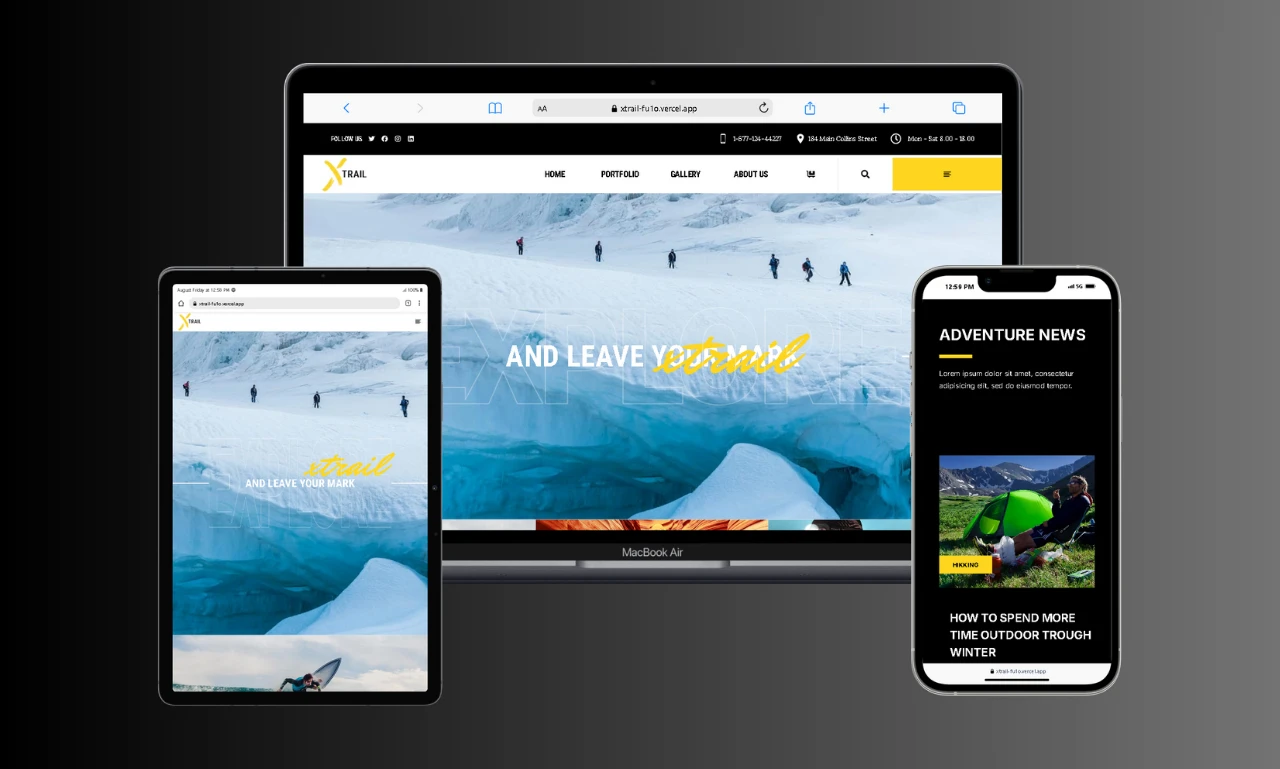 AA
xtrail-fu1o.vercel.app
FOLLOW US
1-677-124-44227
184 Main Collins Street
Mon - Sat 8.00 - 18.00
XTRAIL
HOME
PORTFOLIO
GALLERY
ABOUT US
EXPLORE
AND LEAVE YOUR MARK
xtrail
MacBook Air
August Friday at 12:59 PM
100%
xtrail-fu1o.vercel.app
XTRAIL
EXPLORE
xtrail
AND LEAVE YOUR MARK
12:59 PM
5G
ADVENTURE NEWS
Lorem ipsum dolor sit amet, consectetur
adipisicing elit, sed do eiusmod tempor.
HIKKING
HOW TO SPEND MORE
TIME OUTDOOR TROUGH
WINTER
xtrail-fu1o.vercel.app